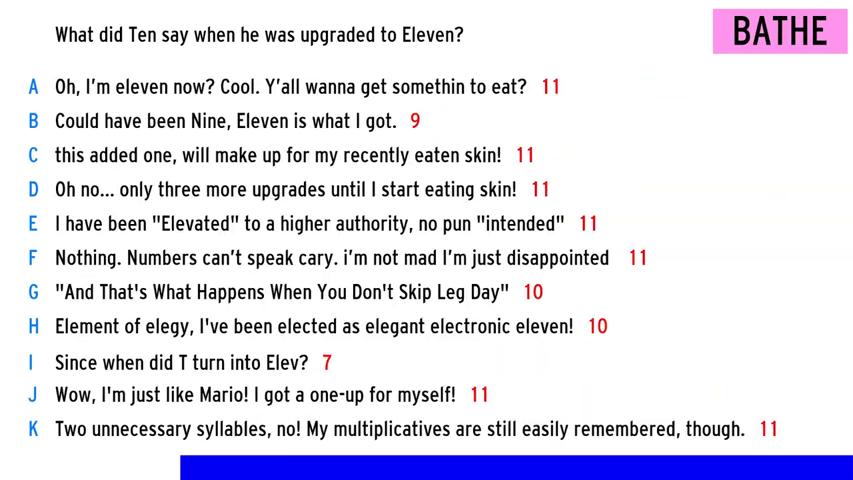 What did Ten say when he was upgraded to Eleven?
BATHE
A Oh, I'm eleven now? Cool. Y'all wanna get somethin to eat? 11
B Could have been Nine, Eleven is what I got. 9
C this added one, will make up for my recently eaten skin! 11
D Oh no... only three more upgrades until I start eating skin! 11
E I have been "Elevated" to a higher authority, no pun "intended" 11
F Nothing. Numbers can't speak cary. i'm not mad I'm just disappointed 11
G "And That's What Happens When You Don't Skip Leg Day" 10
H Element of elegy, I've been elected as elegant electronic eleven! 10
I Since when did T turn into Elev? 7
J Wow, I'm just like Mario! I got a one-up for myself! 11
K Two unnecessary syllables, no! My multiplicatives are still easily remembered, though. 11